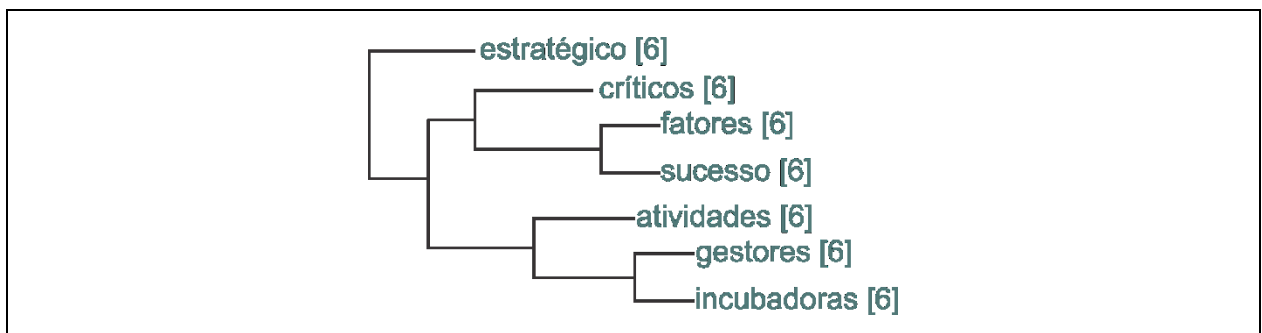 estratégico [6]
críticos [6]
fatores [6]
sucesso [6]
atividades [6]
gestores [6]
incubadoras [6]